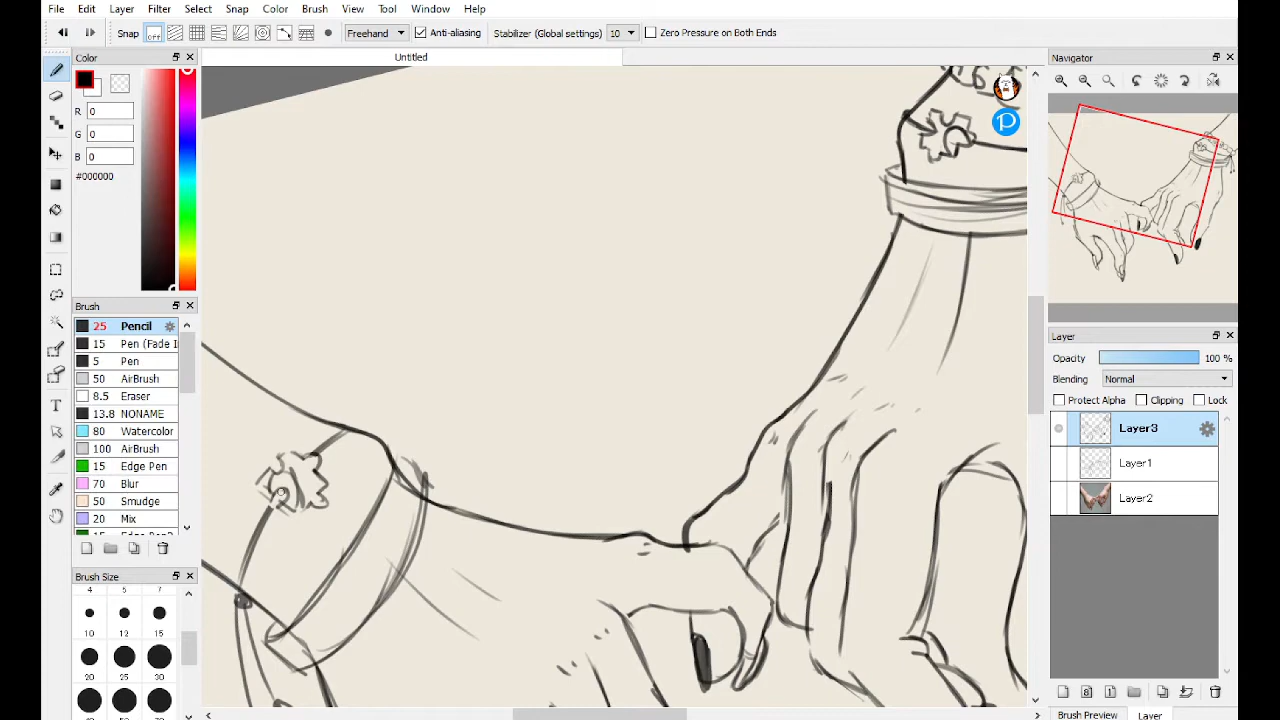 File Edit Layer Filter Select Snap Color Brush View Tool Window Help
Snap off Freehand Anti-aliasing Stabilizer (Global settings) 10 Zero Pressure on Both Ends
Color
Untitled
Navigator
R 0
G 0
B 0
#000000
Brush
25 Pencil
15 Pen (Fade I
5 Pen
50 AirBrush
8.5 Eraser
13.8 NONAME
80 Watercolor
100 AirBrush
15 Edge Pen
70 Blur
50 Smudge
20 Mix
Brush Size
4 5 7
10 12 15
20 25 30
Layer
Opacity 100 %
Blending Normal
Protect Alpha Clipping Lock
Layer3
Layer1
Layer2
8 1
Brush Preview Layer